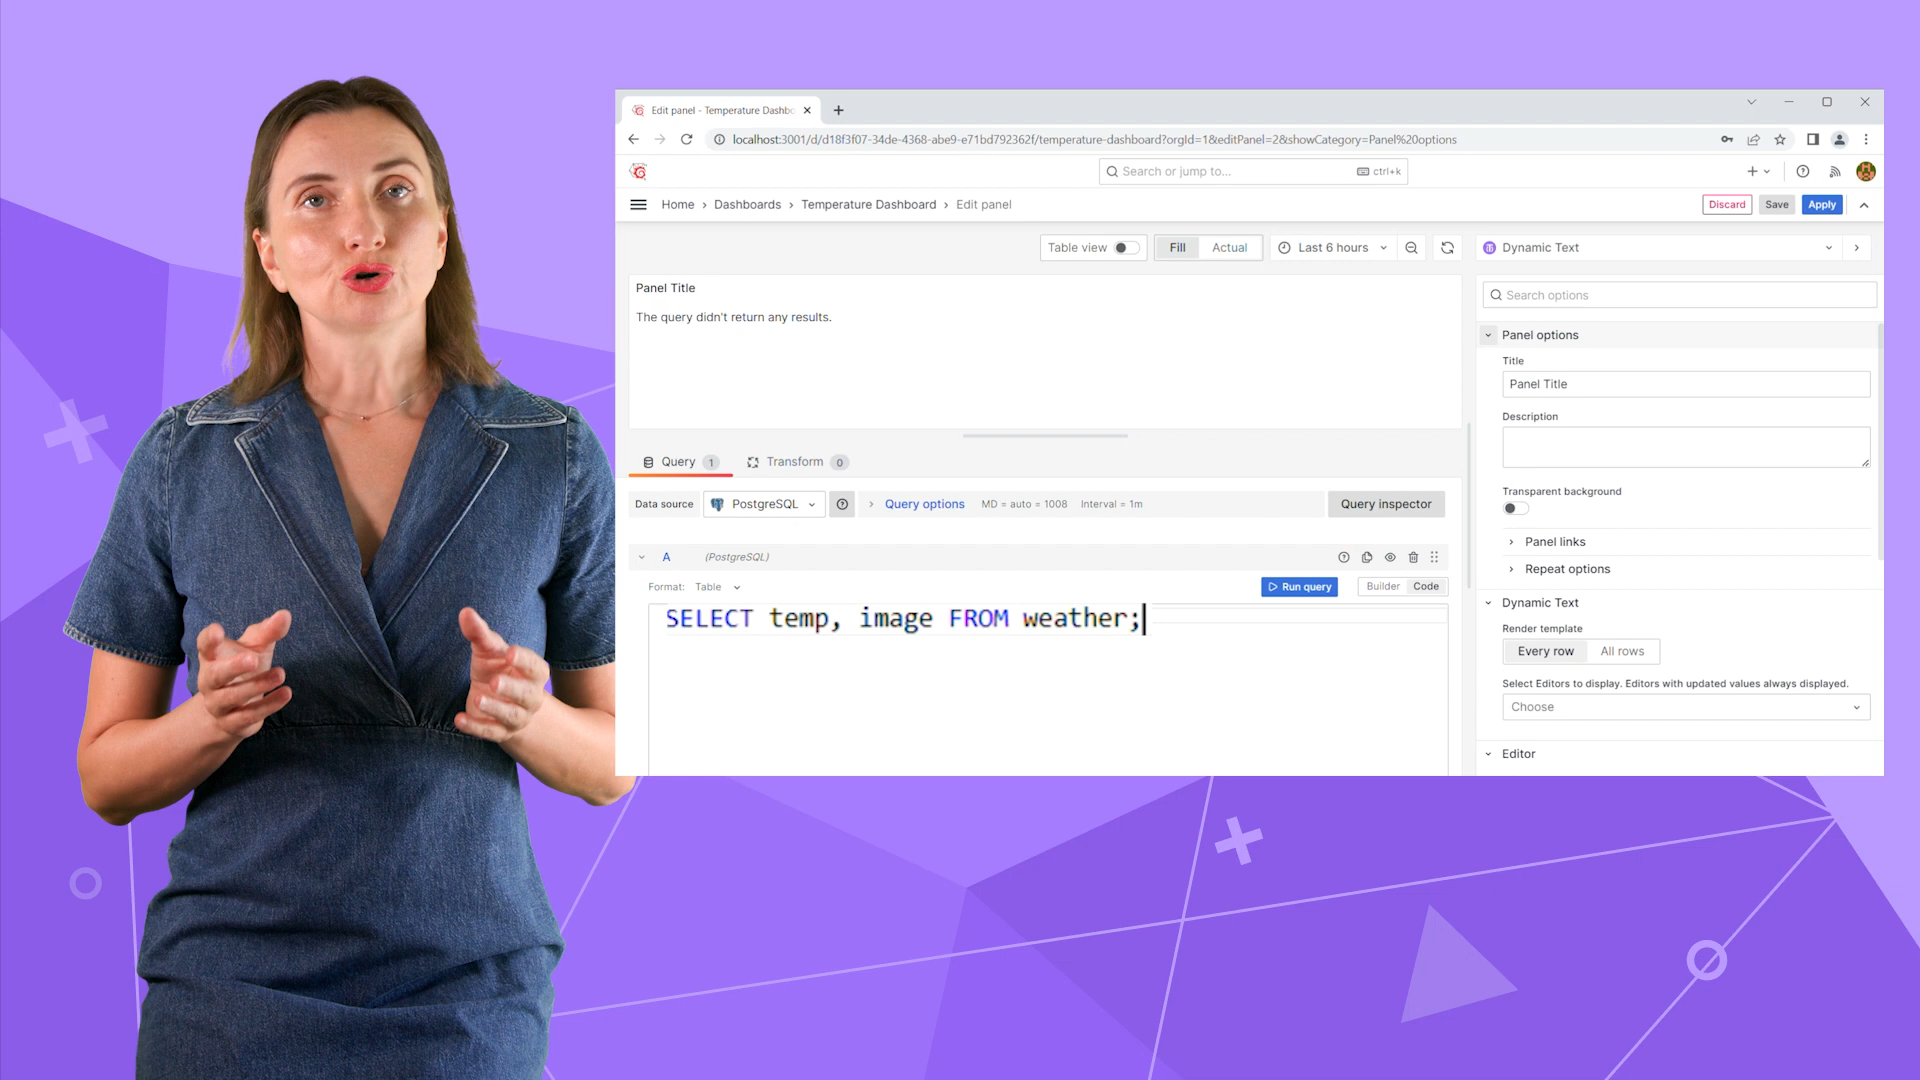 Edit panel - Temperature Dashbo
localhost:3001/d/d18f3f07-34de-4368-abe9-e71bd792362f/temperature-dashboard?orgId=1&editPanel=2&showCategory=Panel%20options
Search or jump to... ctrl+k
Home › Dashboards › Temperature Dashboard › Edit panel
Discard Save Apply
Table view Fill Actual Last 6 hours Dynamic Text
Panel Title
The query didn't return any results.
Search options
Panel options
Title
Panel Title
Description
Transparent background
Panel links
Repeat options
Dynamic Text
Render template
Every row All rows
Select Editors to display. Editors with updated values always displayed.
Choose
Editor
Query 1 Transform 0
Data source PostgreSQL Query options MD = auto = 1008 Interval = 1m Query inspector
A (PostgreSQL)
Format: Table Run query Builder Code
SELECT temp, image FROM weather;